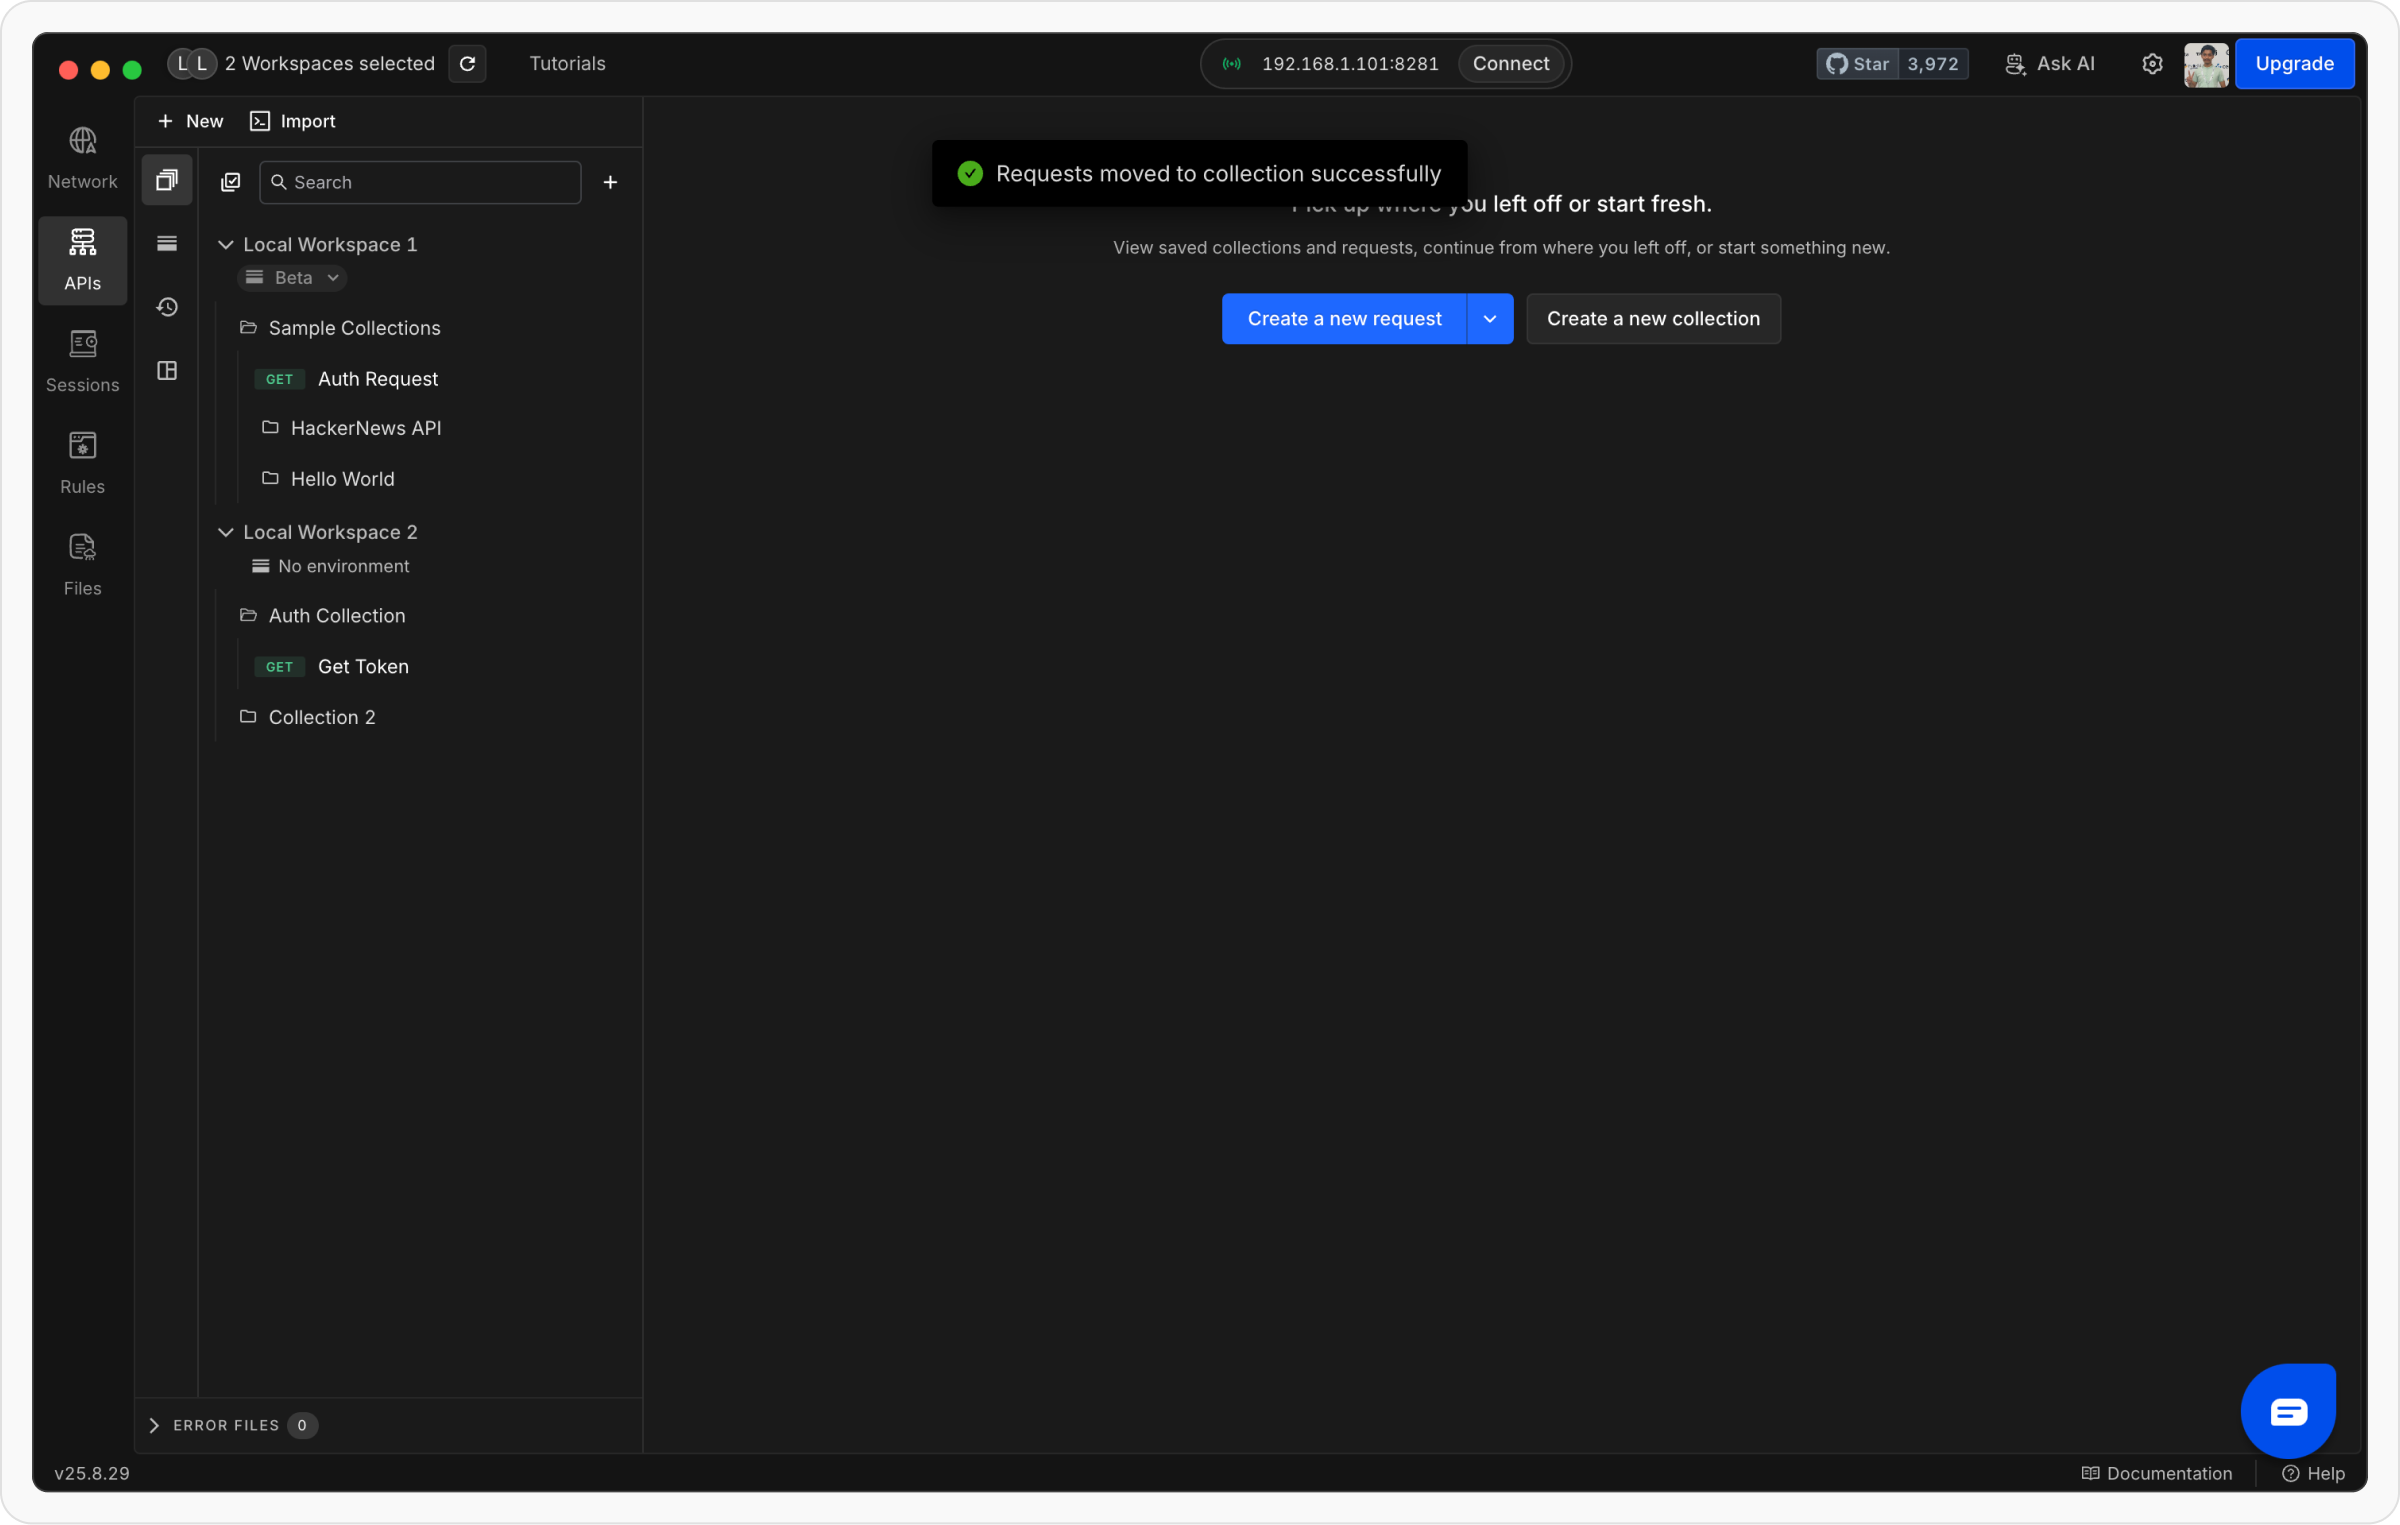 LL 2 Workspaces selected
Tutorials
192.168.1.101:8281 Connect
Star 3,972
Ask AI
Upgrade
New Import
Network
APIs
Sessions
Rules
Files
Search
Local Workspace 1
Beta
Sample Collections
GET Auth Request
HackerNews API
Hello World
Local Workspace 2
No environment
Auth Collection
GET Get Token
Collection 2
Requests moved to collection successfully
Pick up where you left off or start fresh.
View saved collections and requests, continue from where you left off, or start something new.
Create a new request
Create a new collection
ERROR FILES 0
v25.8.29
Documentation
Help